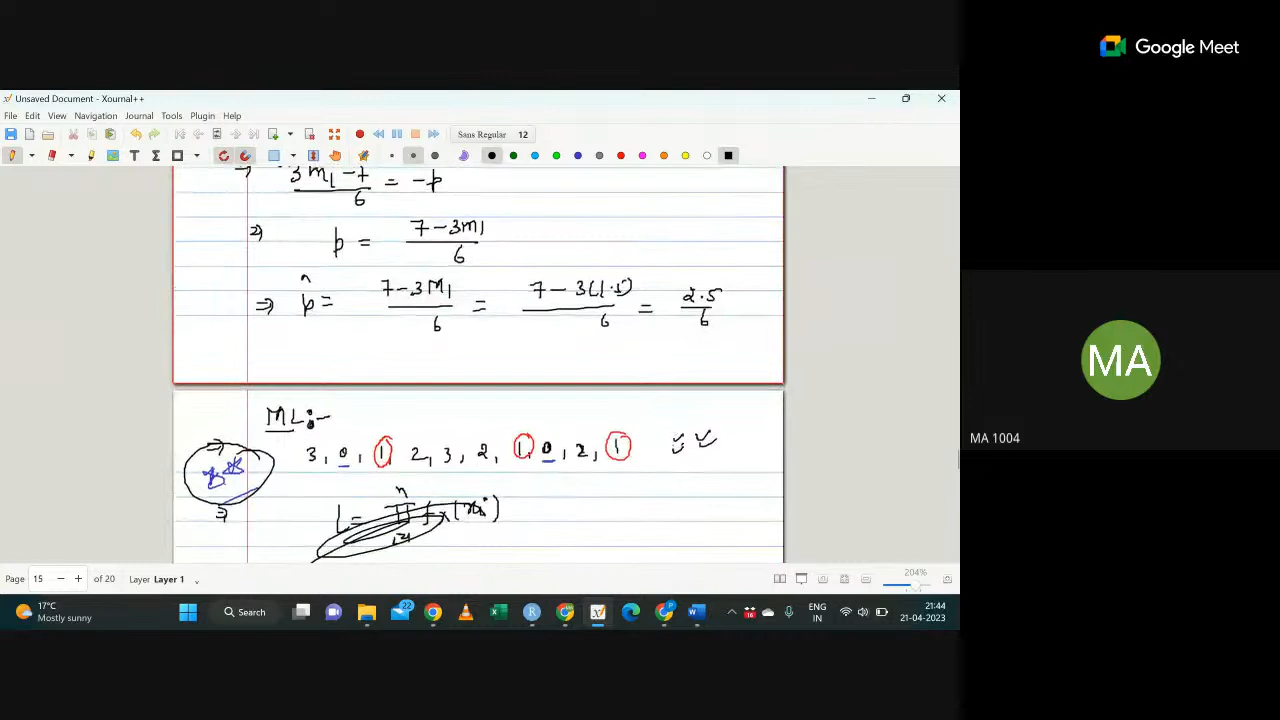 Google Meet
Unsaved Document - Xournal++
File Edit View Navigation Journal Tools Plugin Help
Sans Regular 12
⇒ 3m1 - 7 / 6 = -p
⇒ p = 7 - 3m1 / 6
⇒ p^ = 7 - 3M1 / 6 = 7 - 3(1.5) / 6 = 2.5 / 6
ML:-
3, 0, 1, 2, 3, 2, 1, 0, 2, 1
L = n Π (xi)
MA
MA 1004
Page 15 of 20 Layer Layer 1 204%
17°C
Mostly sunny
Search
22
16
ENG
IN
21:44
21-04-2023